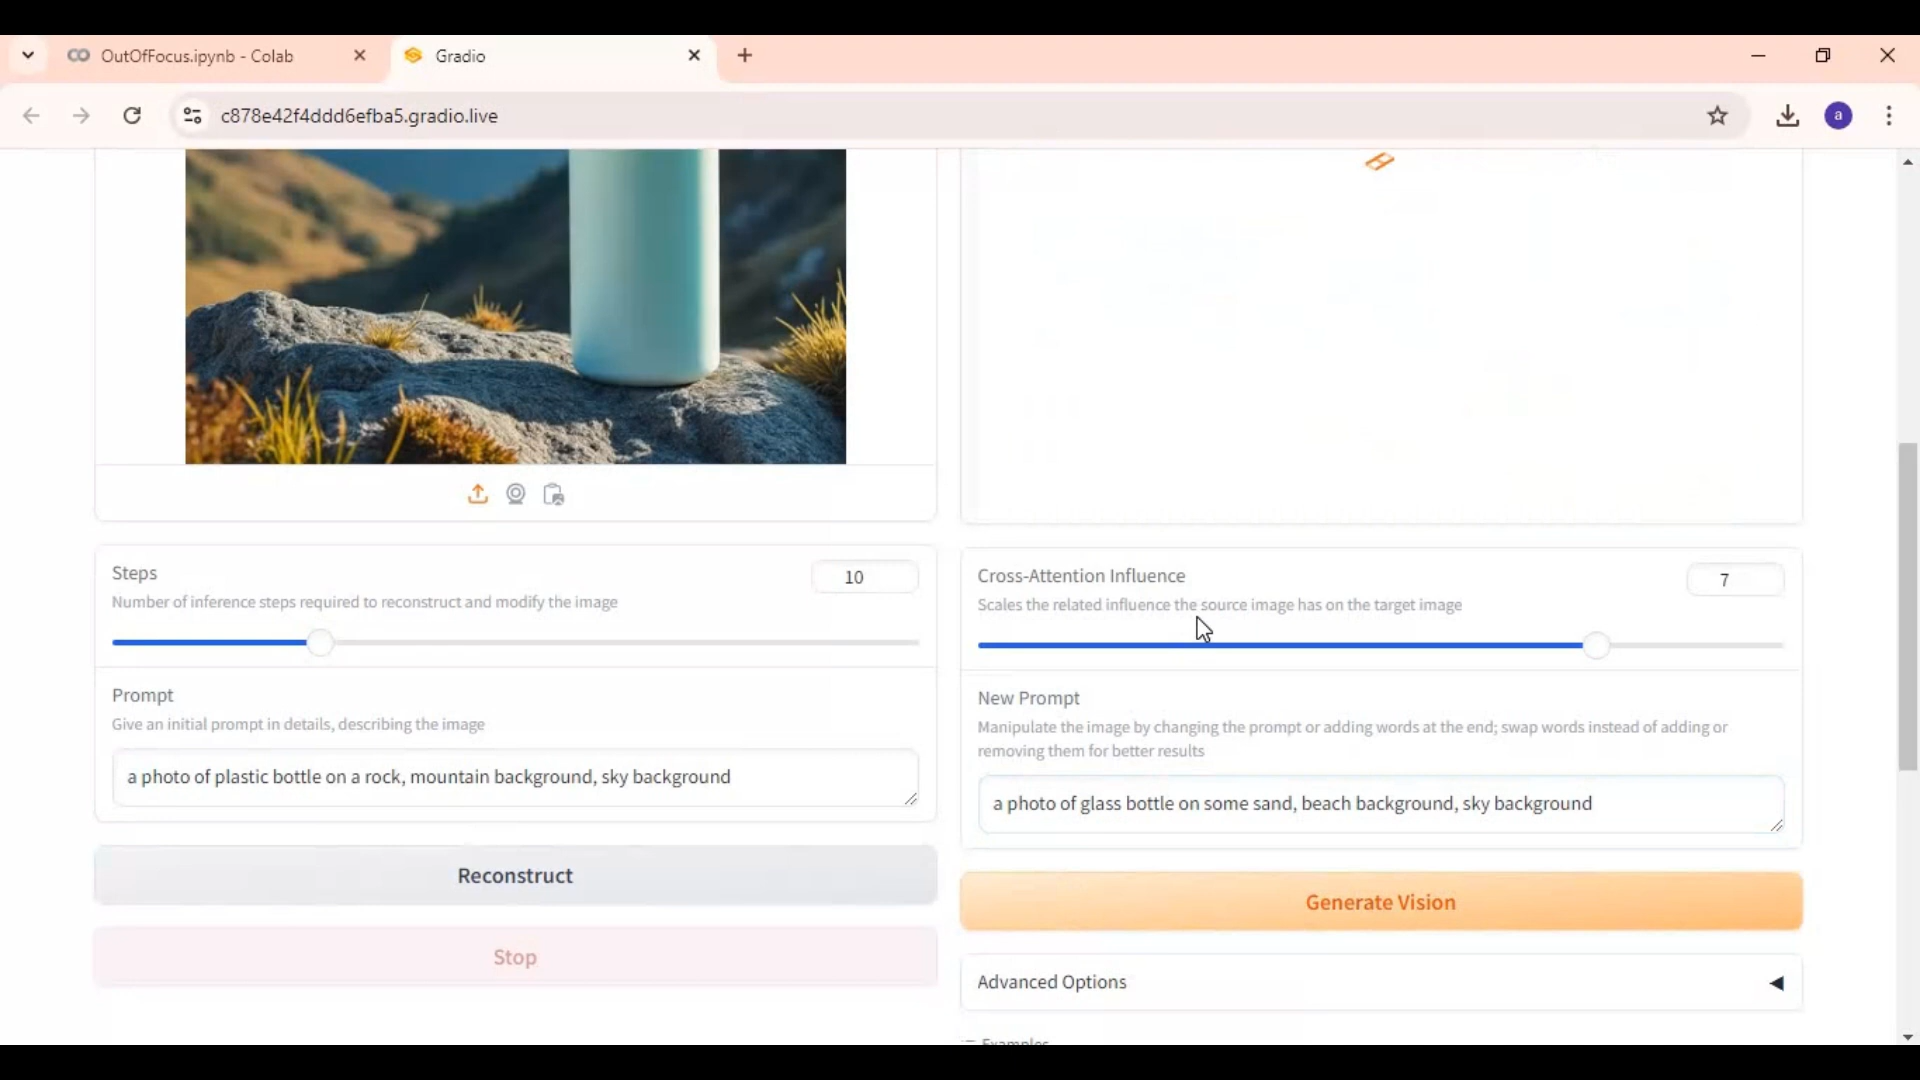 OutOfFocus.ipynb - Colab
Gradio
c878e42f4ddd6efba5.gradio.live
a
Steps
10
Number of inference steps required to reconstruct and modify the image
Prompt
Give an initial prompt in details, describing the image
a photo of plastic bottle on a rock, mountain background, sky background
Reconstruct
Stop
Cross-Attention Influence
7
Scales the related influence the source image has on the target image
New Prompt
Manipulate the image by changing the prompt or adding words at the end; swap words instead of adding or
removing them for better results
a photo of glass bottle on some sand, beach background, sky background
Generate Vision
Advanced Options
Examples